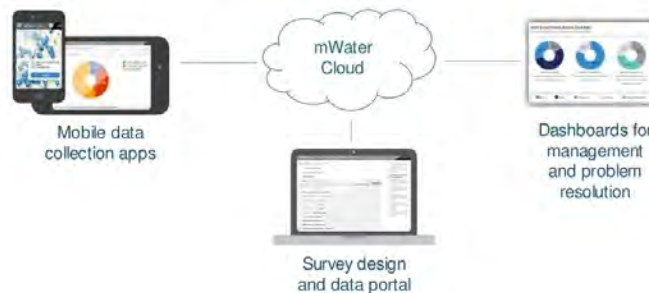 mWater
Cloud
Mobile data
collection apps
Dashboards for
management
and problem
resolution
Survey design
and data portal